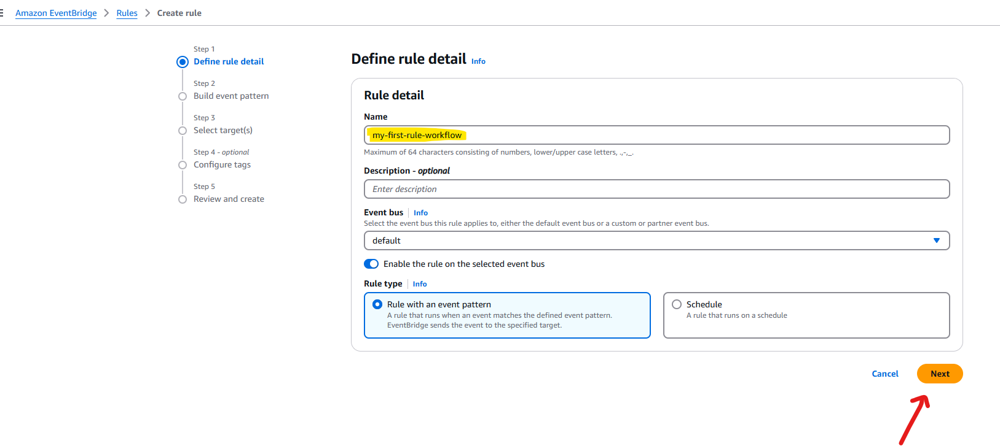 Amazon EventBridge > Rules > Create rule
Step 1
Define rule detail
Step 2
Build event pattern
Step 3
Select target(s)
Step 4 - optional
Configure tags
Step 5
Review and create
Define rule detail Info
Rule detail
Name
my-first-rule-workflow
Maximum of 64 characters consisting of numbers, lower/upper case letters, .,-,_.
Description - optional
Enter description
Event bus Info
Select the event bus this rule applies to, either the default event bus or a custom or partner event bus.
default
Enable the rule on the selected event bus
Rule type Info
Rule with an event pattern
A rule that runs when an event matches the defined event pattern.
EventBridge sends the event to the specified target.
Schedule
A rule that runs on a schedule
Cancel Next